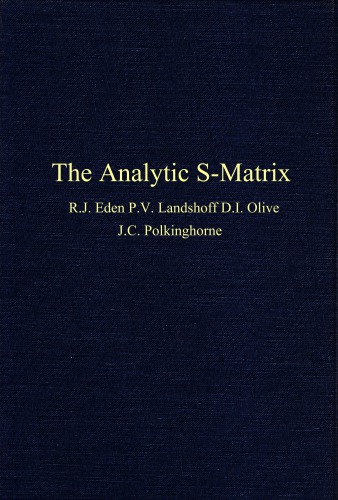 The Analytic S-Matrix
R.J. Eden P.V. Landshoff D.I. Olive
J.C. Polkinghorne